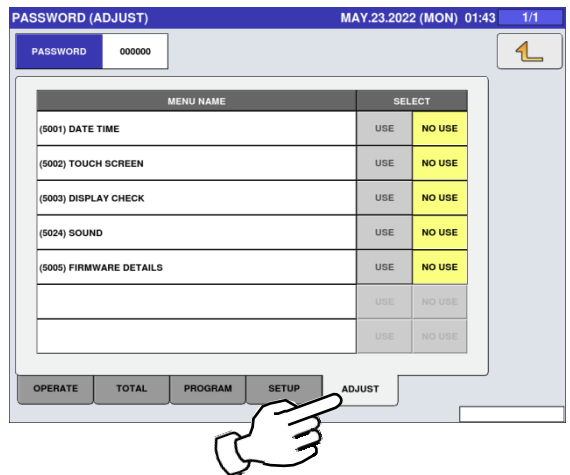 PASSWORD (ADJUST) MAY.23.2022 (MON) 01:43 1/1
PASSWORD 000000
MENU NAME SELECT
(5001) DATE TIME USE NO USE
(5002) TOUCH SCREEN USE NO USE
(5003) DISPLAY CHECK USE NO USE
(5024) SOUND USE NO USE
(5005) FIRMWARE DETAILS USE NO USE
USE NO USE
USE NO USE
OPERATE TOTAL PROGRAM SETUP ADJUST